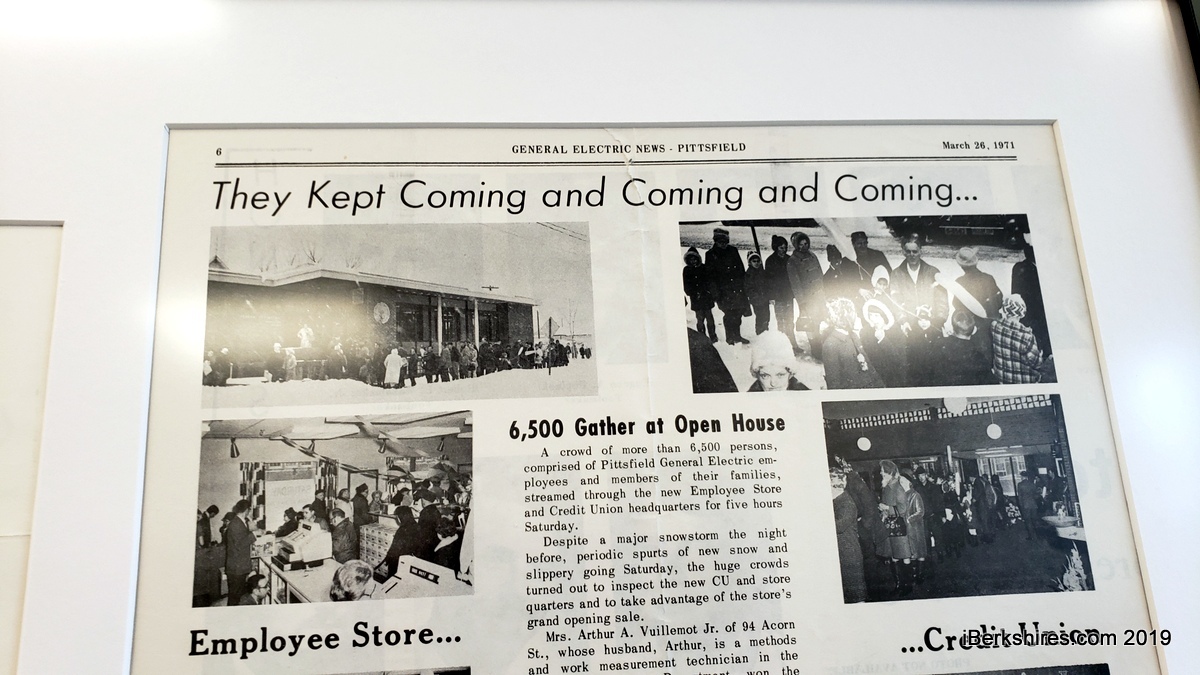 6 GENERAL ELECTRIC NEWS - PITTSFIELD March 26, 1971
They Kept Coming and Coming and Coming...
6,500 Gather at Open House
A crowd of more than 6,500 persons,
comprised of Pittsfield General Electric em-
ployees and members of their families,
streamed through the new Employee Store
and Credit Union headquarters for five hours
Saturday.
Despite a major snowstorm the night
before, periodic spurts of new snow and
slippery going Saturday, the huge crowds
turned out to inspect the new CU and store
quarters and to take advantage of the store's
grand opening sale.
Mrs. Arthur A. Vuillemot Jr. of 94 Acorn
St., whose husband, Arthur, is a methods
and work measurement technician in the
Department, won the
Employee Store...
...Credit Union
iBerkshires.com 2019